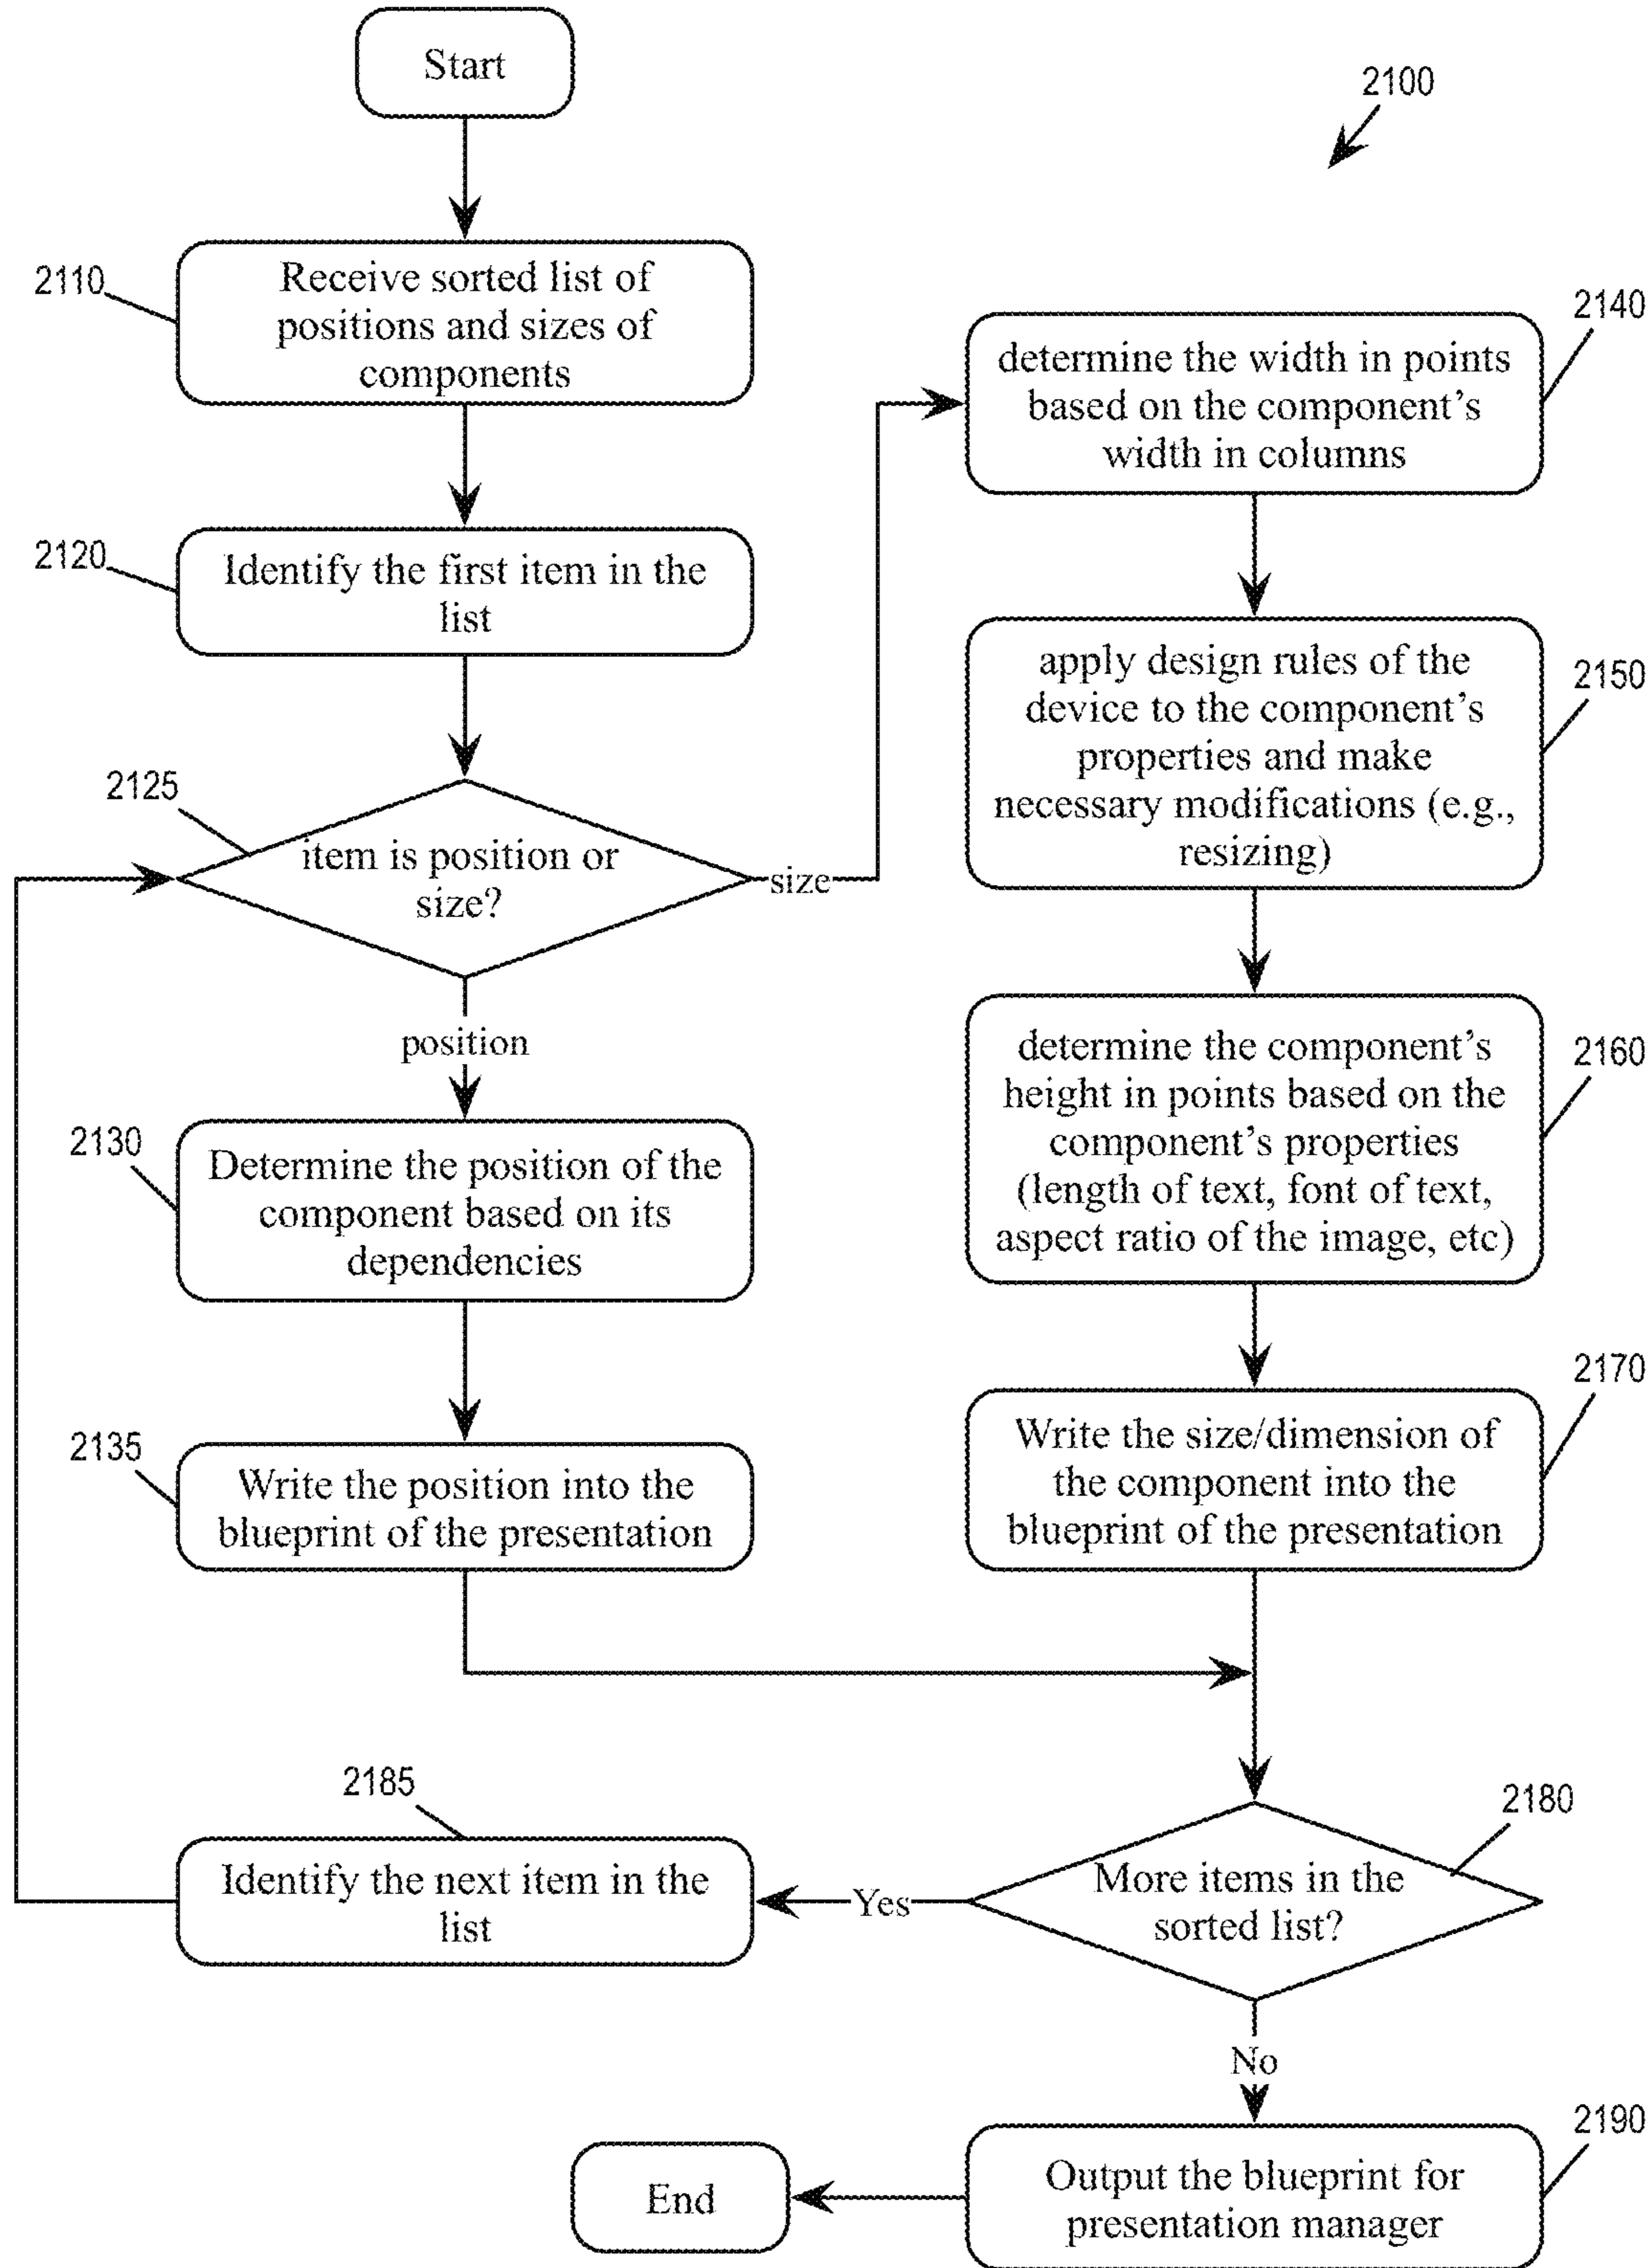 Start
2100
2110
Receive sorted list of
positions and sizes of
components
2120
Identify the first item in the
list
2125
item is position or
size?
size
position
2130
Determine the position of the
component based on its
dependencies
2135
Write the position into the
blueprint of the presentation
2140
determine the width in points
based on the component's
width in columns
2150
apply design rules of the
device to the component's
properties and make
necessary modifications (e.g.,
resizing)
2160
determine the component's
height in points based on the
component's properties
(length of text, font of text,
aspect ratio of the image, etc)
2170
Write the size/dimension of
the component into the
blueprint of the presentation
2180
More items in the
sorted list?
Yes
2185
Identify the next item in the
list
No
2190
Output the blueprint for
presentation manager
End